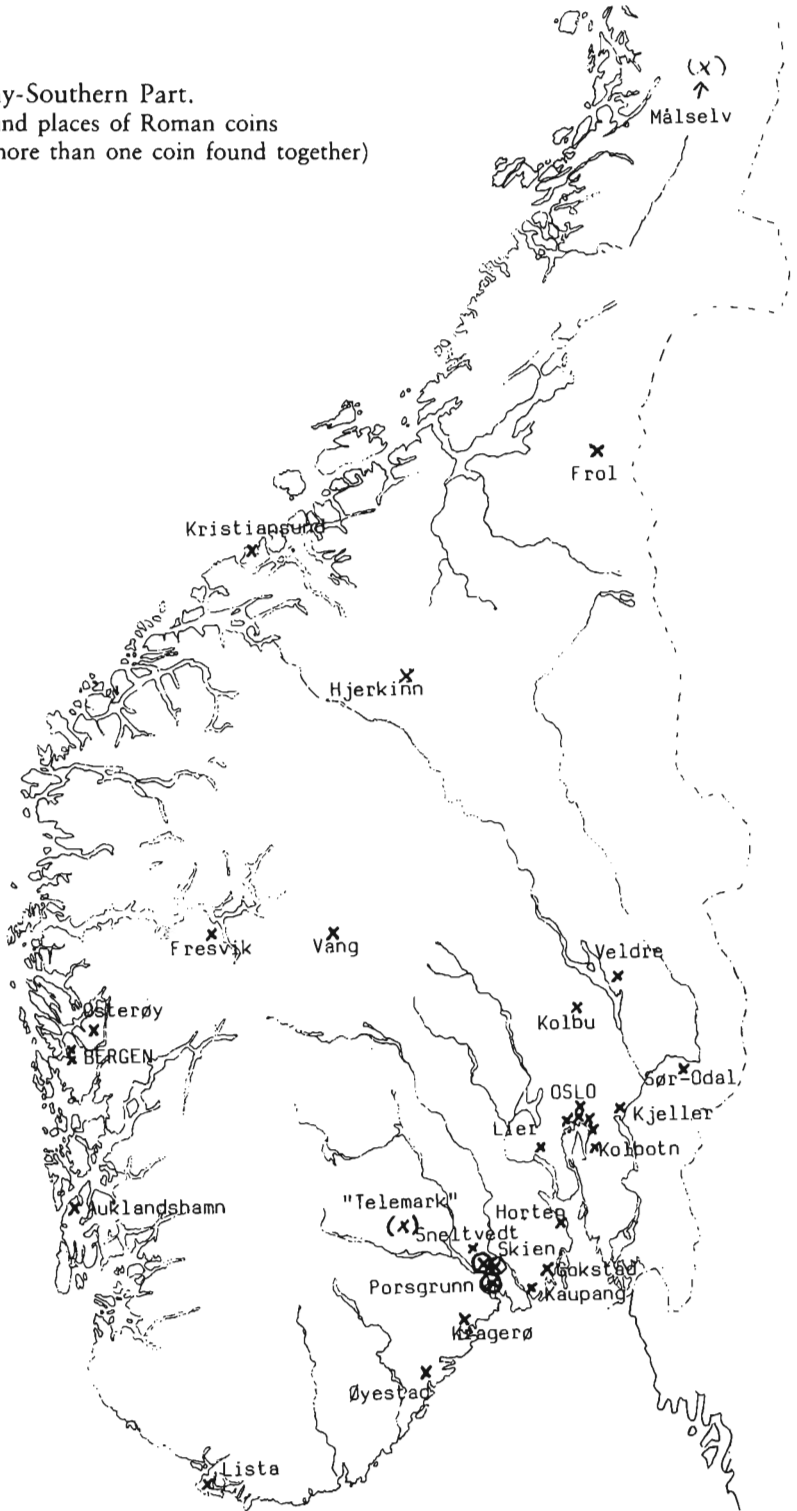 y-Southern Part.
nd places of Roman coins
ore than one coin found together)
(x)
Målselv
Frol
Kristiansund
Hjerkinn
Fresvik
Vang
Veldre
Osterøy
Kolbu
BERGEN
Sør-Odal
OSLO
Kjeller
Lier
Kolbotn
"Telemark"
Auklandshamn
Horten
(x)
Sneltvedt
Skien
Gokstad
Porsgrunn
Kaupang
Kragerø
Øyestad
Lista